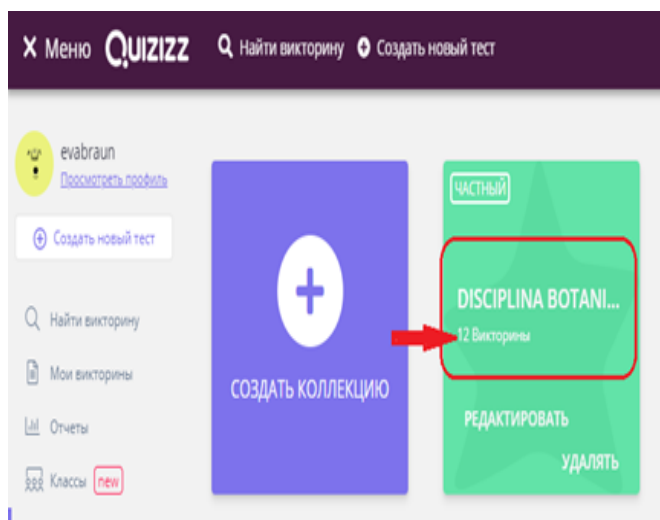 × Меню QUIZIZZ Найти викторину Создать новый тест
evabraun
Просмотреть профиль
Создать новый тест
Найти викторину
Мои викторины
Отчеты
Классы new
СОЗДАТЬ КОЛЛЕКЦИЮ
ЧАСТНЫЙ
DISCIPLINA BOTANI...
12 Викторины
РЕДАКТИРОВАТЬ
УДАЛЯТЬ